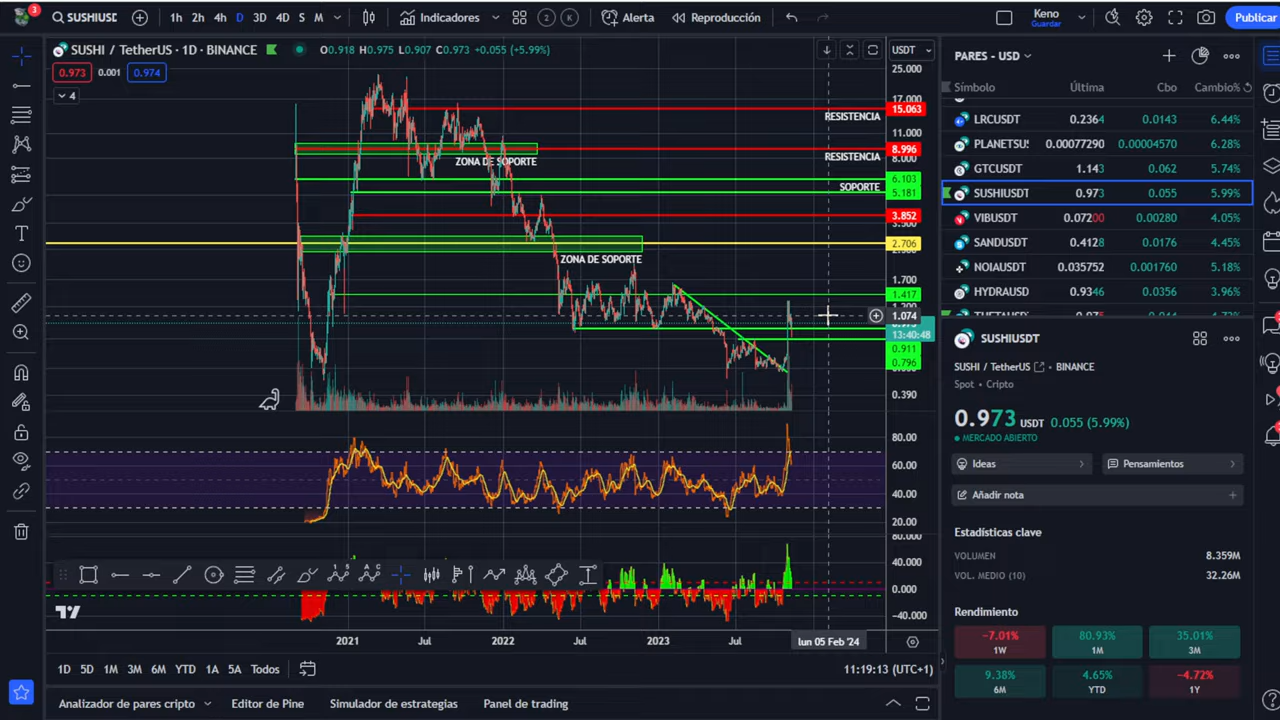 3
SUSHIUSDT
1h 2h 4h D 3D 4D S M
Indicadores
2 K
Alerta
Reproducción
Keno
Guardar
Publicar
SUSHI / TetherUS · 1D · BINANCE
O0.918 H0.975 L0.907 C0.973 +0.055 (+5.99%)
USDT
0.973 0.001 0.974
4
25.000
17.000
15.063
RESISTENCIA
11.000
8.996
RESISTENCIA
8.000
ZONA DE SOPORTE
6.103
SOPORTE
5.181
3.852
3.500
2.706
ZONA DE SOPORTE
1.700
1.417
1.074
13:40:48
0.911
0.796
0.390
80.00
60.00
40.00
20.00
80.000
40.000
0.000
-40.000
2021 Jul 2022 Jul 2023 Jul lun 05 Feb '24
1D 5D 1M 3M 6M YTD 1A 5A Todos
11:19:13 (UTC+1)
Analizador de pares cripto
Editor de Pine
Simulador de estrategias
Panel de trading
PARES - USD
Símbolo Última Cbo Cambio%
LRCUSDT 0.2364 0.0143 6.44%
PLANETSU 0.00077290 0.00004570 6.28%
GTCUSDT 1.143 0.062 5.74%
SUSHIUSDT 0.973 0.055 5.99%
VIBUSDT 0.07200 0.00280 4.05%
SANDUSDT 0.4128 0.0176 4.45%
NOIAUSDT 0.035752 0.001760 5.18%
HYDRAUSD 0.9346 0.0356 3.96%
SUSHIUSDT
SUSHI / TetherUS · BINANCE
Spot · Cripto
0.973 USDT 0.055 (5.99%)
MERCADO ABIERTO
Ideas
Pensamientos
Añadir nota
Estadísticas clave
VOLUMEN 8.359M
VOL. MEDIO (10) 32.26M
Rendimiento
-7.01% 80.93% 35.01%
1W 1M 3M
9.38% 4.65% -4.72%
6M YTD 1Y